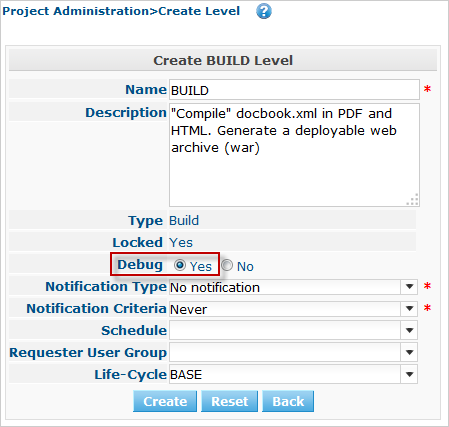 Project Administration>Create Level ?
Create BUILD Level
Name BUILD *
Description "Compile" docbook.xml in PDF and
HTML. Generate a deployable web
archive (war)
Type Build
Locked Yes
Debug Yes No
Notification Type No notification *
Notification Criteria Never *
Schedule
Requester User Group
Life-Cycle BASE
Create Reset Back